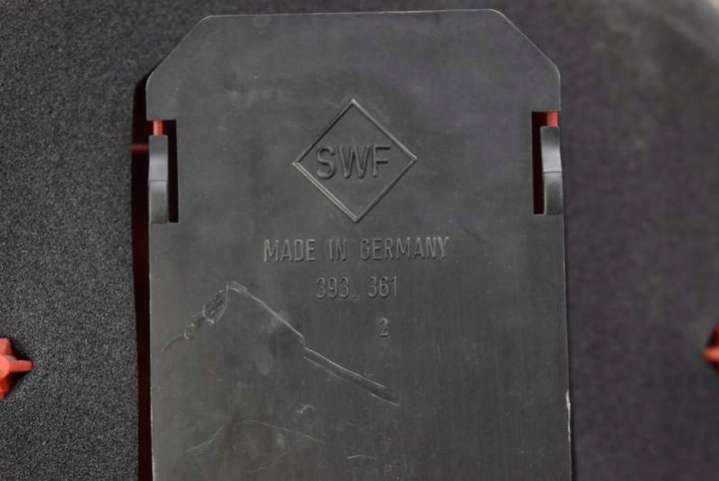 SWF
MADE IN GERMANY
393. 361
2